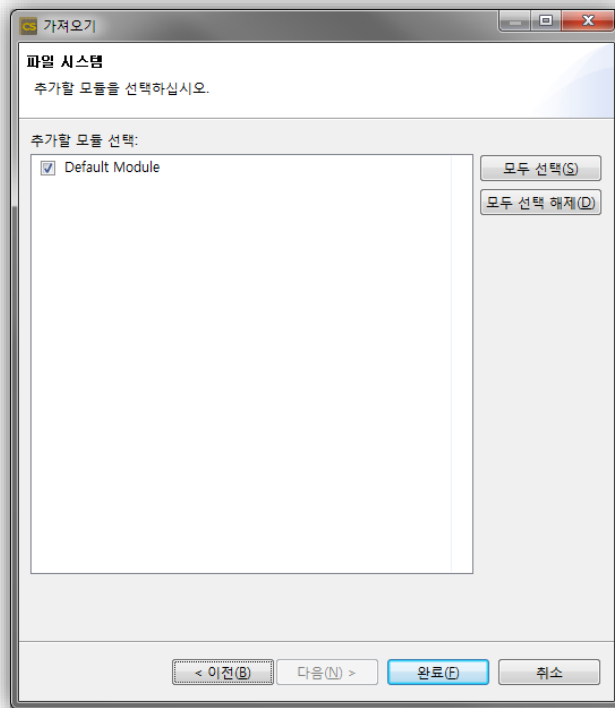 CS 가져오기
파일 시스템
추가할 모듈을 선택하십시오.
추가할 모듈 선택:
Default Module
모두 선택(S)
모두 선택 해제(D)
< 이전(B)
다음(N) >
완료(F)
취소